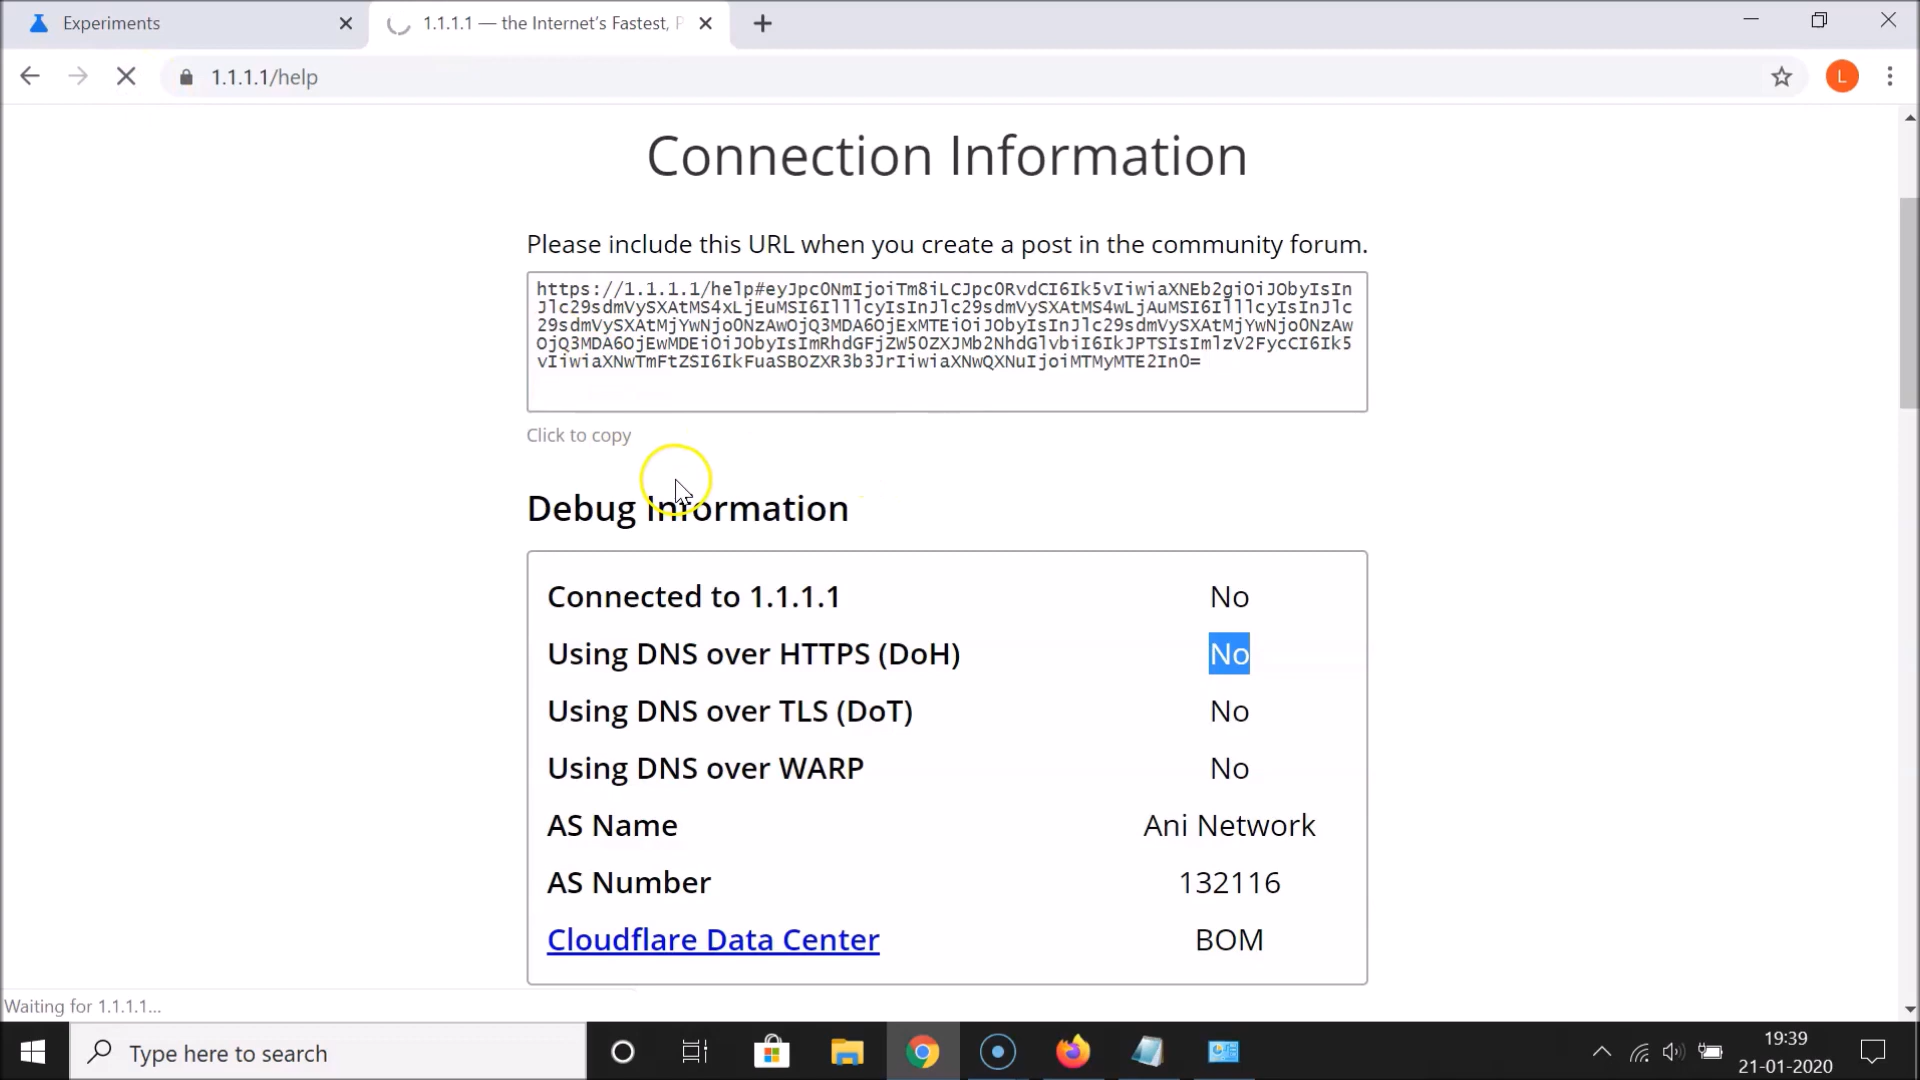 Experiments
1.1.1.1 — the Internet's Fastest, P
1.1.1.1/help
L
Connection Information
Please include this URL when you create a post in the community forum.
https://1.1.1.1/help#eyJpc0NmIjoiTm8iLCJpc0RvdCI6Ik5vIiwiaXNEb2giOiJObyIsIn
Jlc29sdmVySXAtMS4xLjEuMSI6IlllcyIsInJlc29sdmVySXAtMS4wLjAuMSI6IlllcyIsInJlc
29sdmVySXAtMjYwNjo0NzAwOjQ3MDA6OjExMTEiOiJObyIsInJlc29sdmVySXAtMjYwNjo0NzAw
OjQ3MDA6OjEwMDEiOiJObyIsImRhdGFjZW50ZXJMb2NhdGlvbiI6IkJPTSIsImlzV2FycCI6Ik5
vIiwiaXNwTmFtZSI6IkFuaSBOZXR3b3JrIiwiaXNwQXNuIjoiMTMyMTE2In0=
Click to copy
Debug Information
Connected to 1.1.1.1 No
Using DNS over HTTPS (DoH) No
Using DNS over TLS (DoT) No
Using DNS over WARP No
AS Name Ani Network
AS Number 132116
Cloudflare Data Center BOM
Waiting for 1.1.1.1...
Type here to search
19:39
21-01-2020